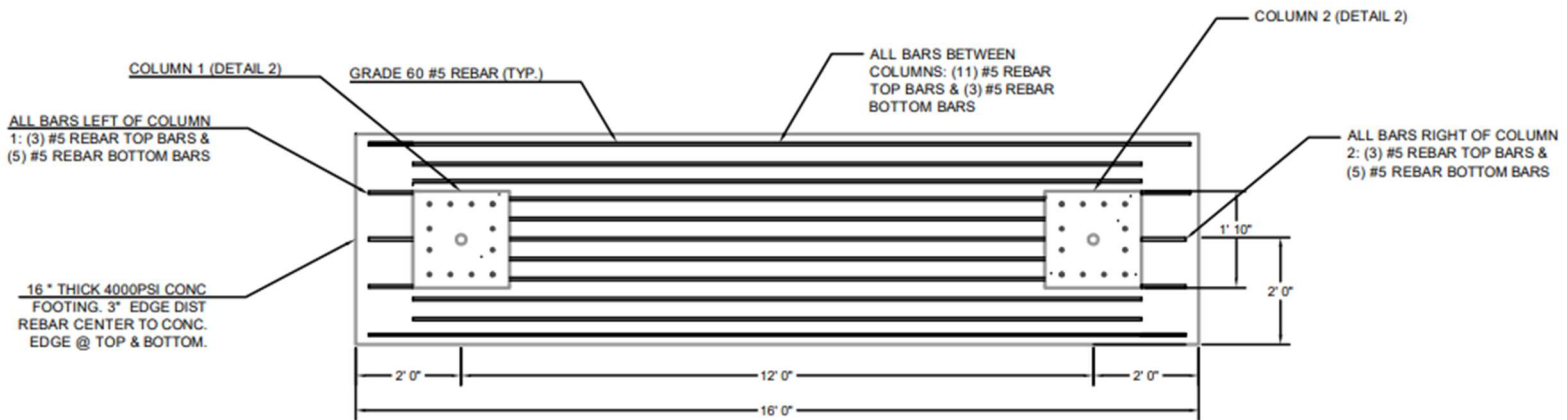 COLUMN 2 (DETAIL 2)
COLUMN 1 (DETAIL 2)
GRADE 60 #5 REBAR (TYP.)
ALL BARS BETWEEN
COLUMNS: (11) #5 REBAR
TOP BARS & (3) #5 REBAR
BOTTOM BARS
ALL BARS LEFT OF COLUMN
1: (3) #5 REBAR TOP BARS &
(5) #5 REBAR BOTTOM BARS
ALL BARS RIGHT OF COLUMN
2: (3) #5 REBAR TOP BARS &
(5) #5 REBAR BOTTOM BARS
1' 10"
2' 0"
16 " THICK 4000PSI CONC
FOOTING. 3" EDGE DIST
REBAR CENTER TO CONC.
EDGE @ TOP & BOTTOM.
2' 0"
12' 0"
2' 0"
16' 0"